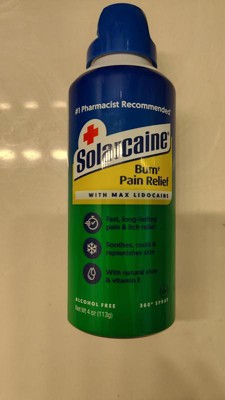 #1 Pharmacist Recommended*
Solarcaine®
Burn*
Pain Relief
WITH MAX LIDOCAINE
Fast, long-lasting
pain & itch relief
Soothes, cools &
replenishes skin
With natural aloe
& vitamin E
ALCOHOL FREE
360° SPRAY
Net Wt 4 oz (113g)